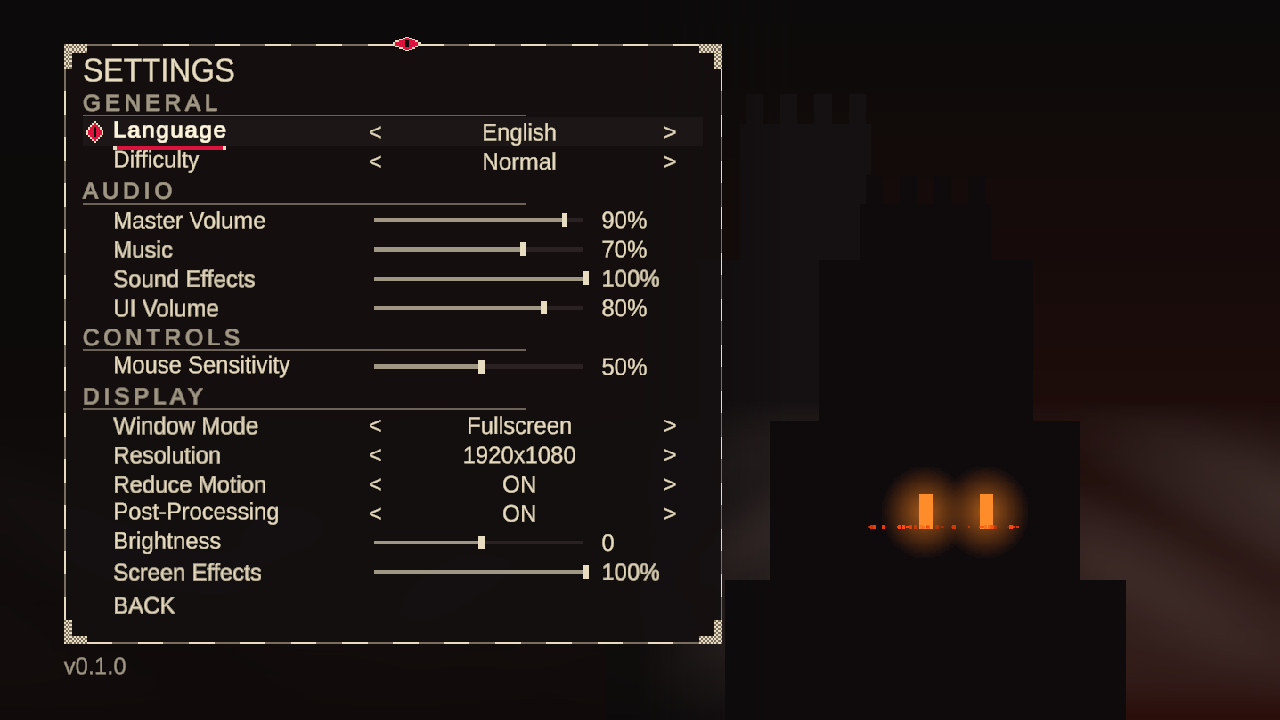 SETTINGS
GENERAL
Language < English >
Difficulty < Normal >
AUDIO
Master Volume 90%
Music 70%
Sound Effects 100%
UI Volume 80%
CONTROLS
Mouse Sensitivity 50%
DISPLAY
Window Mode < Fullscreen >
Resolution < 1920x1080 >
Reduce Motion < ON >
Post-Processing < ON >
Brightness 0
Screen Effects 100%
BACK
v0.1.0